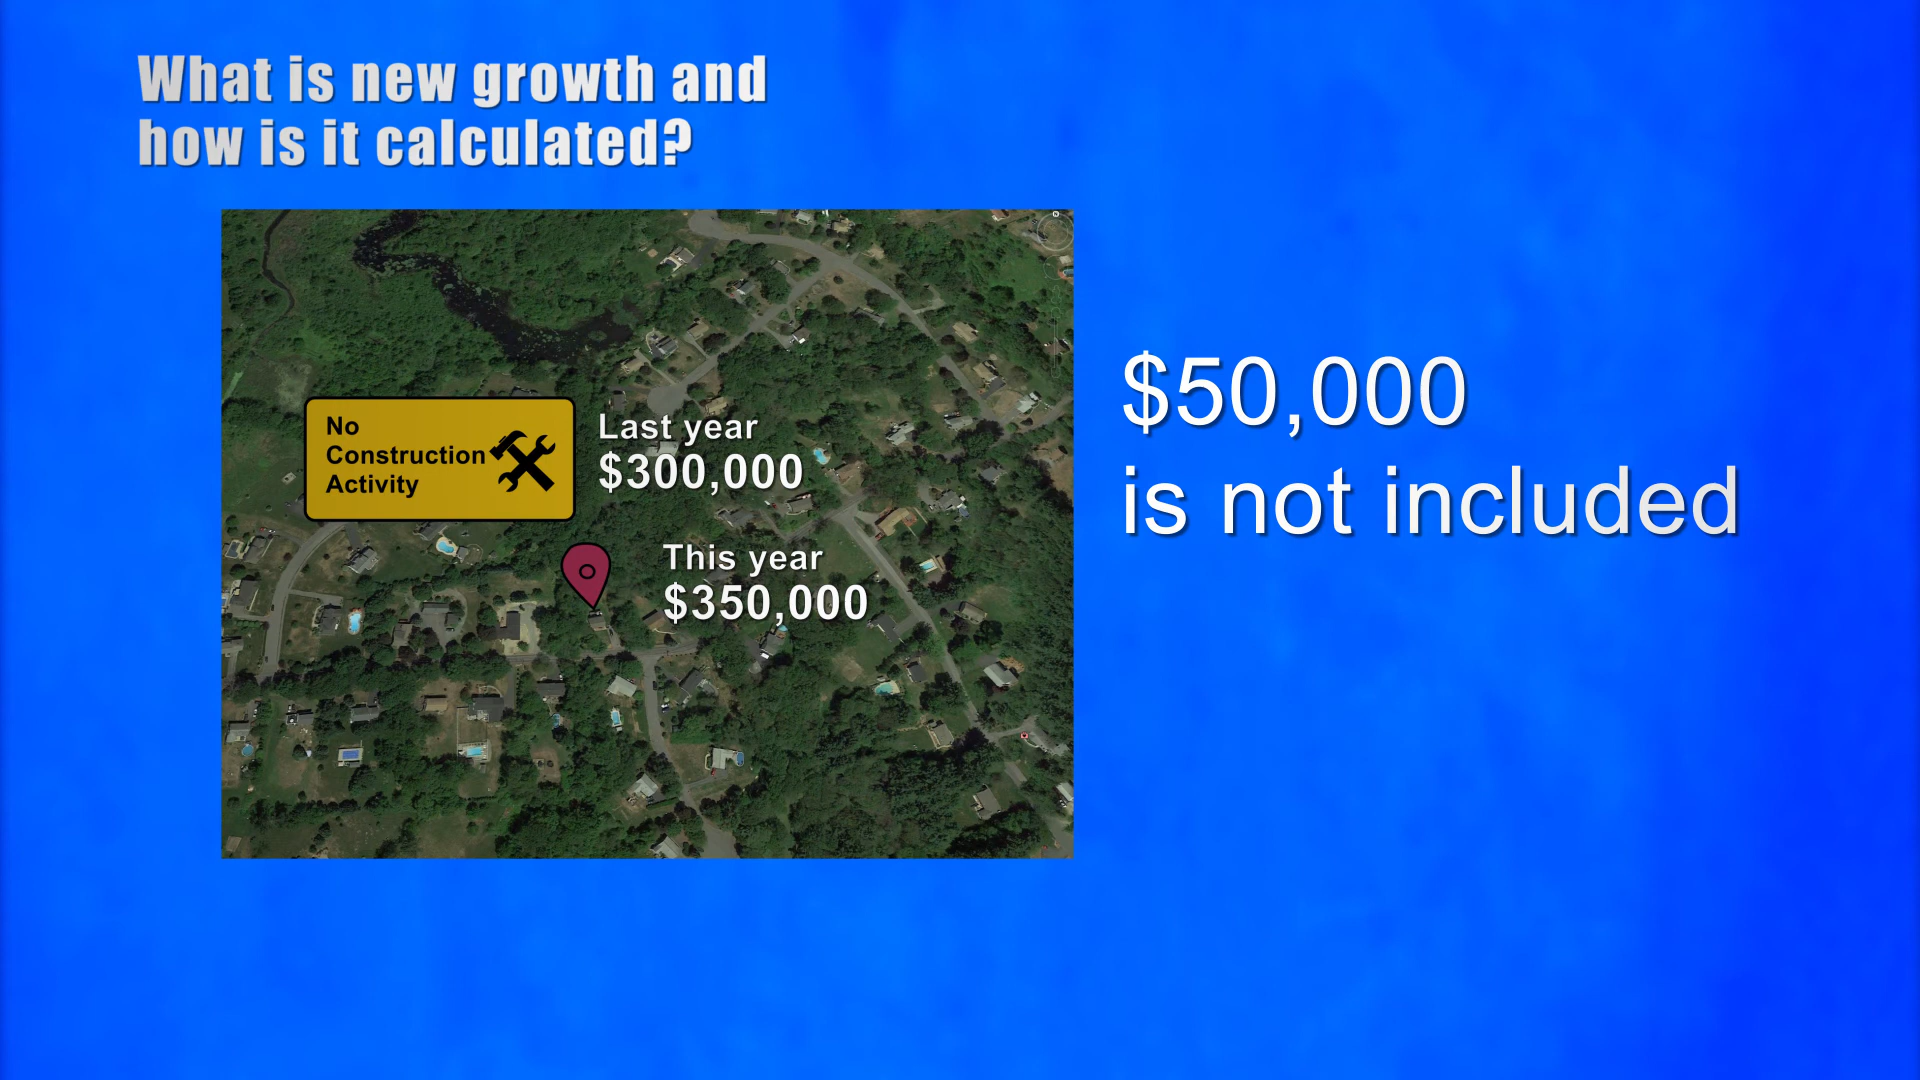 What is new growth and
how is it calculated?
No
Construction
Activity
Last year
$300,000
This year
$350,000
$50,000
is not included